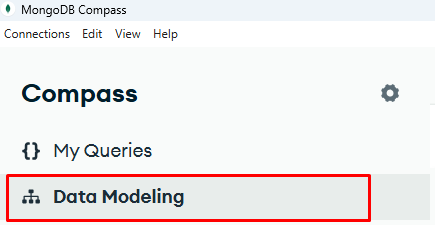 MongoDB Compass
Connections Edit View Help
Compass
My Queries
Data Modeling